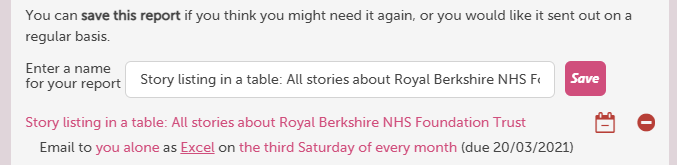 You can save this report if you think you might need it again, or you would like it sent out on a
regular basis.
Enter a name
for your report
Story listing in a table: All stories about Royal Berkshire NHS Fo
Save
Story listing in a table: All stories about Royal Berkshire NHS Foundation Trust
Email to you alone as Excel on the third Saturday of every month (due 20/03/2021)